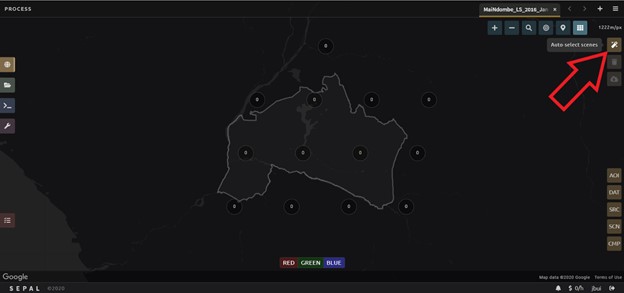 PROCESS
MaiNdombe_LS_2016_Jan
1222m/px
Auto select scenes
0
0
0
0
0
0
0
0
0
0
0
0
0
AOI
DAT
SRC
SCN
CMP
RED GREEN BLUE
Google
Map data ©2020 Google Terms of Use
SEPAL ©2020
$ 0/h jbui